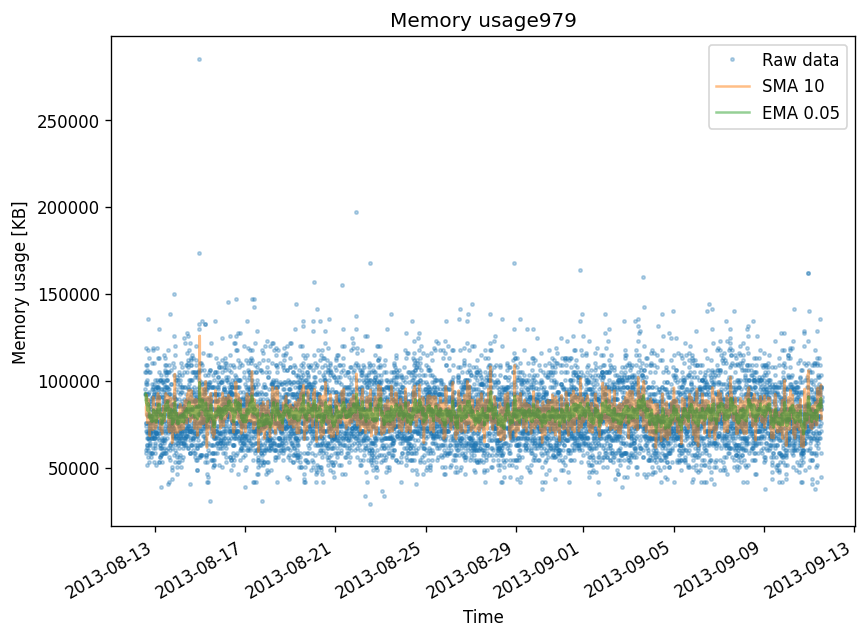 Memory usage979
Raw data
SMA 10
EMA 0.05
Memory usage [KB]
250000
200000
150000
100000
50000
2013-08-13
2013-08-17
2013-08-21
2013-08-25
2013-08-29
2013-09-01
2013-09-05
2013-09-09
2013-09-13
Time